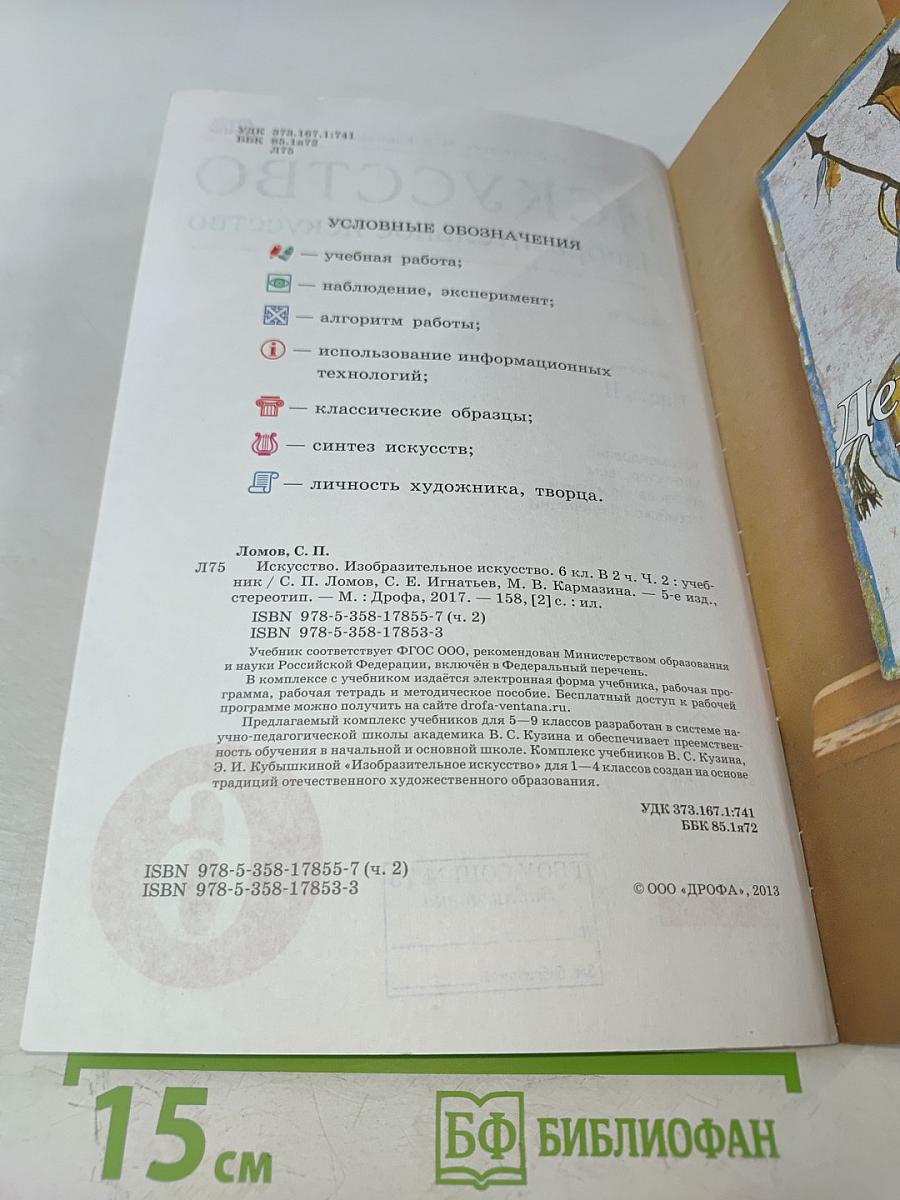 УДК 373.167.1:741
ББК 85.1я72
Л75
УСЛОВНЫЕ ОБОЗНАЧЕНИЯ
— учебная работа;
— наблюдение, эксперимент;
— алгоритм работы;
— использование информационных
технологий;
— классические образцы;
— синтез искусств;
— личность художника, творца.
Ломов, С. П.
Л75 Искусство. Изобразительное искусство. 6 кл. В 2 ч. Ч. 2 : учеб-
ник / С. П. Ломов, С. Е. Игнатьев, М. В. Кармазина. — 5-е изд.,
стереотип. — М. : Дрофа, 2017. — 158, [2] с. : ил.
ISBN 978-5-358-17855-7 (ч. 2)
ISBN 978-5-358-17853-3
Учебник соответствует ФГОС ООО, рекомендован Министерством образования
и науки Российской Федерации, включён в Федеральный перечень.
В комплексе с учебником издаётся электронная форма учебника, рабочая про-
грамма, рабочая тетрадь и методическое пособие. Бесплатный доступ к рабочей
программе можно получить на сайте drofa-ventana.ru.
Предлагаемый комплекс учебников для 5—9 классов разработан в системе на-
учно-педагогической школы академика В. С. Кузина и обеспечивает преемствен-
ность обучения в начальной и основной школе. Комплекс учебников В. С. Кузина,
Э. И. Кубышкиной «Изобразительное искусство» для 1—4 классов создан на основе
традиций отечественного художественного образования.
УДК 373.167.1:741
ББК 85.1я72
ISBN 978-5-358-17855-7 (ч. 2)
ISBN 978-5-358-17853-3
© ООО «ДРОФА», 2013
15 см
БФ БИБЛИОФАН